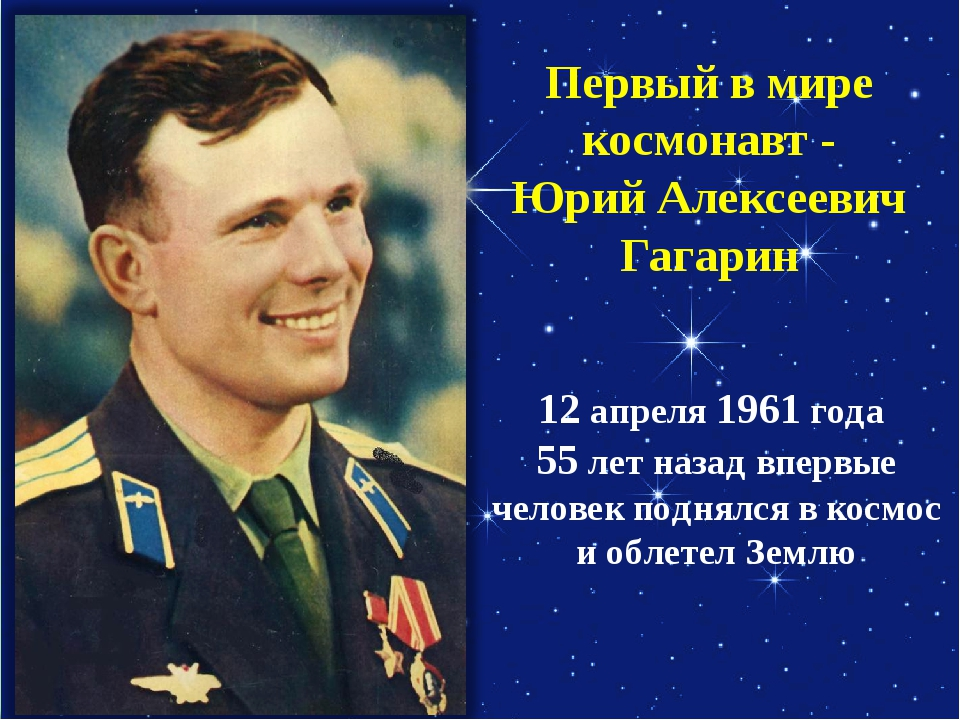 Первый в мире
космонавт -
Юрий Алексеевич
Гагарин
12 апреля 1961 года
55 лет назад впервые
человек поднялся в космос
и облетел Землю